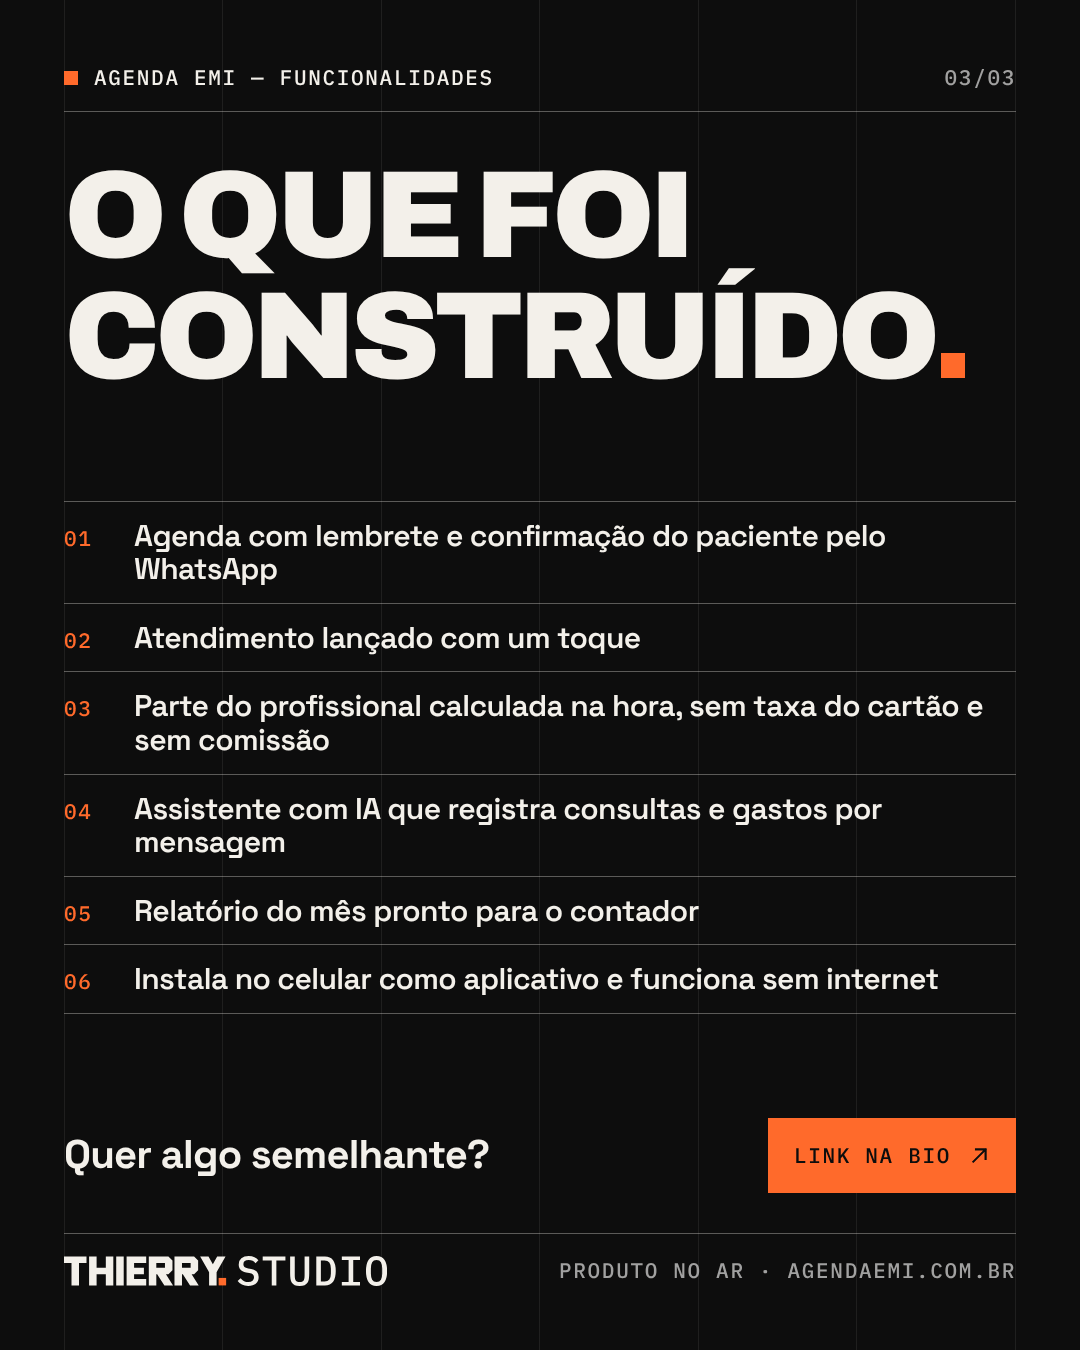 AGENDA EMI — FUNCIONALIDADES
03/03
O QUE FOI
CONSTRUÍDO.
01 Agenda com lembrete e confirmação do paciente pelo
WhatsApp
02 Atendimento lançado com um toque
03 Parte do profissional calculada na hora, sem taxa do cartão e
sem comissão
04 Assistente com IA que registra consultas e gastos por
mensagem
05 Relatório do mês pronto para o contador
06 Instala no celular como aplicativo e funciona sem internet
Quer algo semelhante?
LINK NA BIO ↗
THIERRY. STUDIO
PRODUTO NO AR · AGENDAEMI.COM.BR